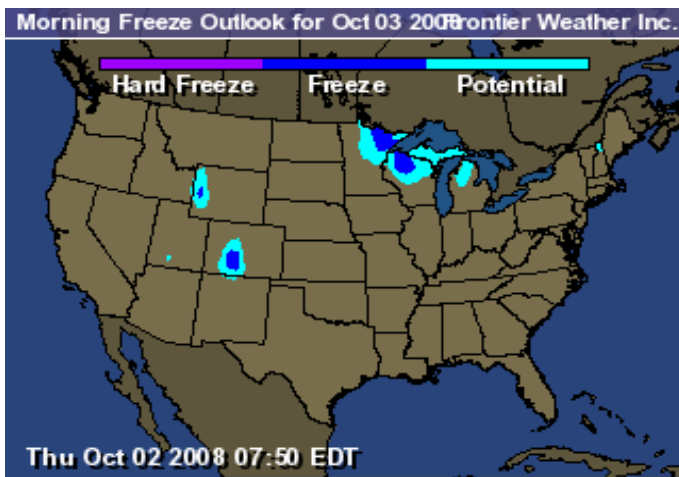 Morning Freeze Outlook for Oct 03 2008 Frontier Weather Inc.
Hard Freeze Freeze Potential
Thu Oct 02 2008 07:50 EDT